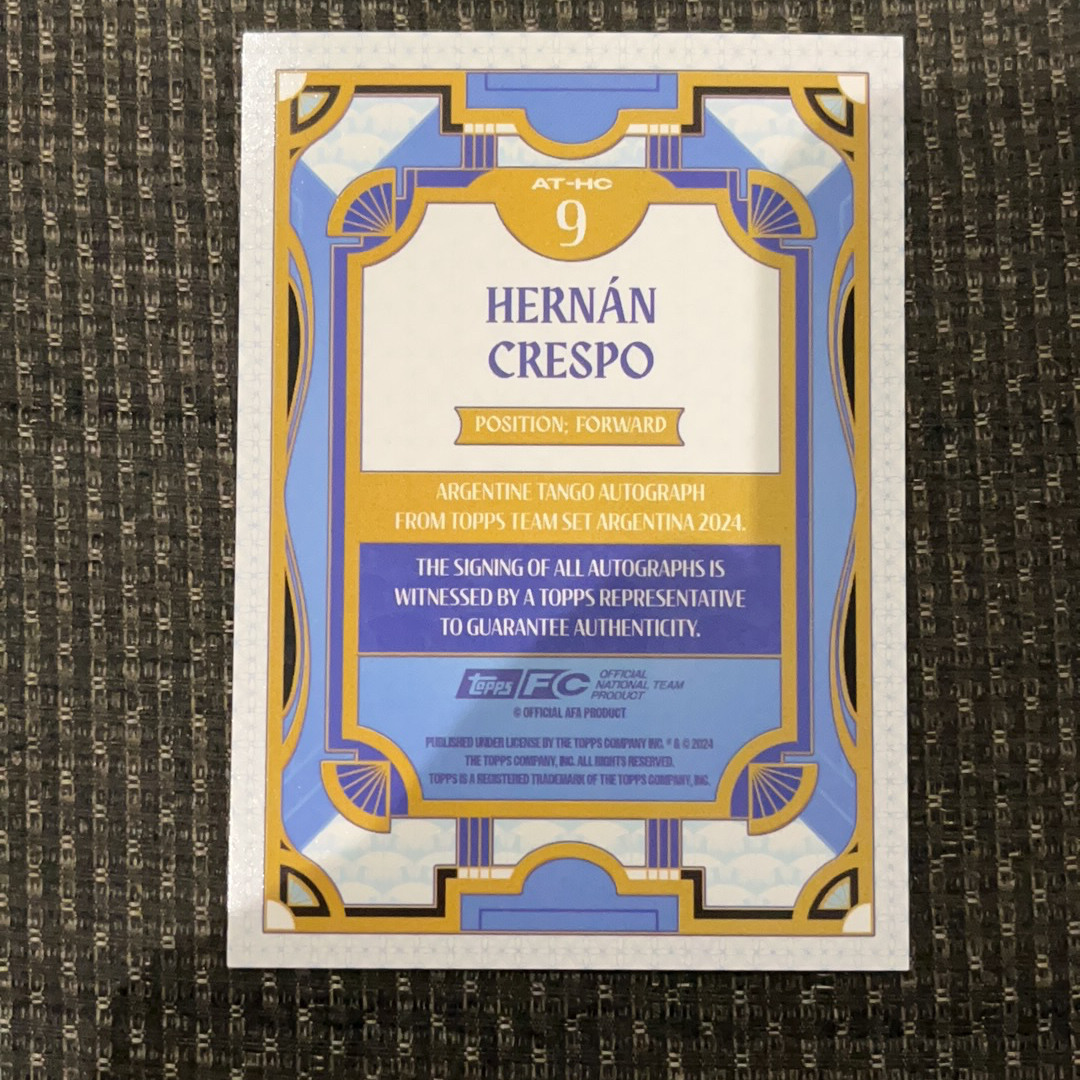 AT-HC
9
HERNÁN
CRESPO
POSITION: FORWARD
ARGENTINE TANGO AUTOGRAPH
FROM TOPPS TEAM SET ARGENTINA 2024.
THE SIGNING OF ALL AUTOGRAPHS IS
WITNESSED BY A TOPPS REPRESENTATIVE
TO GUARANTEE AUTHENTICITY.
topps FC OFFICIAL
NATIONAL TEAM
PRODUCT
© OFFICIAL AFA PRODUCT
PUBLISHED UNDER LICENSE BY THE TOPPS COMPANY INC. ® & © 2024
THE TOPPS COMPANY, INC. ALL RIGHTS RESERVED.
TOPPS IS A REGISTERED TRADEMARK OF THE TOPPS COMPANY, INC.